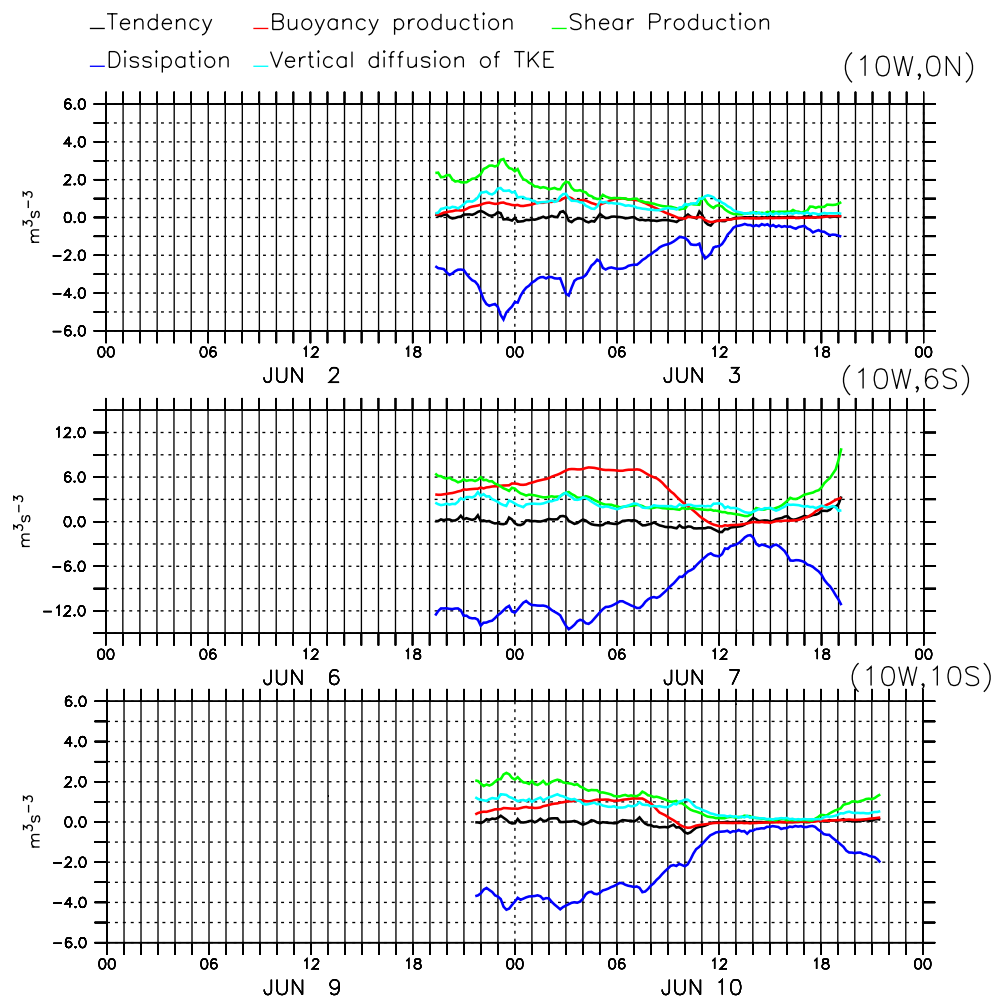 Tendency Buoyancy production Shear Production
Dissipation Vertical diffusion of TKE
(10W,0N)
6.0
4.0
2.0
0.0
−2.0
−4.0
−6.0
m³s−3
00 06 12 18 00 06 12 18 00
JUN 2 JUN 3
(10W,6S)
12.0
6.0
0.0
−6.0
−12.0
m³s−3
00 06 12 18 00 06 12 18 00
JUN 6 JUN 7
(10W,10S)
6.0
4.0
2.0
0.0
−2.0
−4.0
−6.0
m³s−3
00 06 12 18 00 06 12 18 00
JUN 9 JUN 10